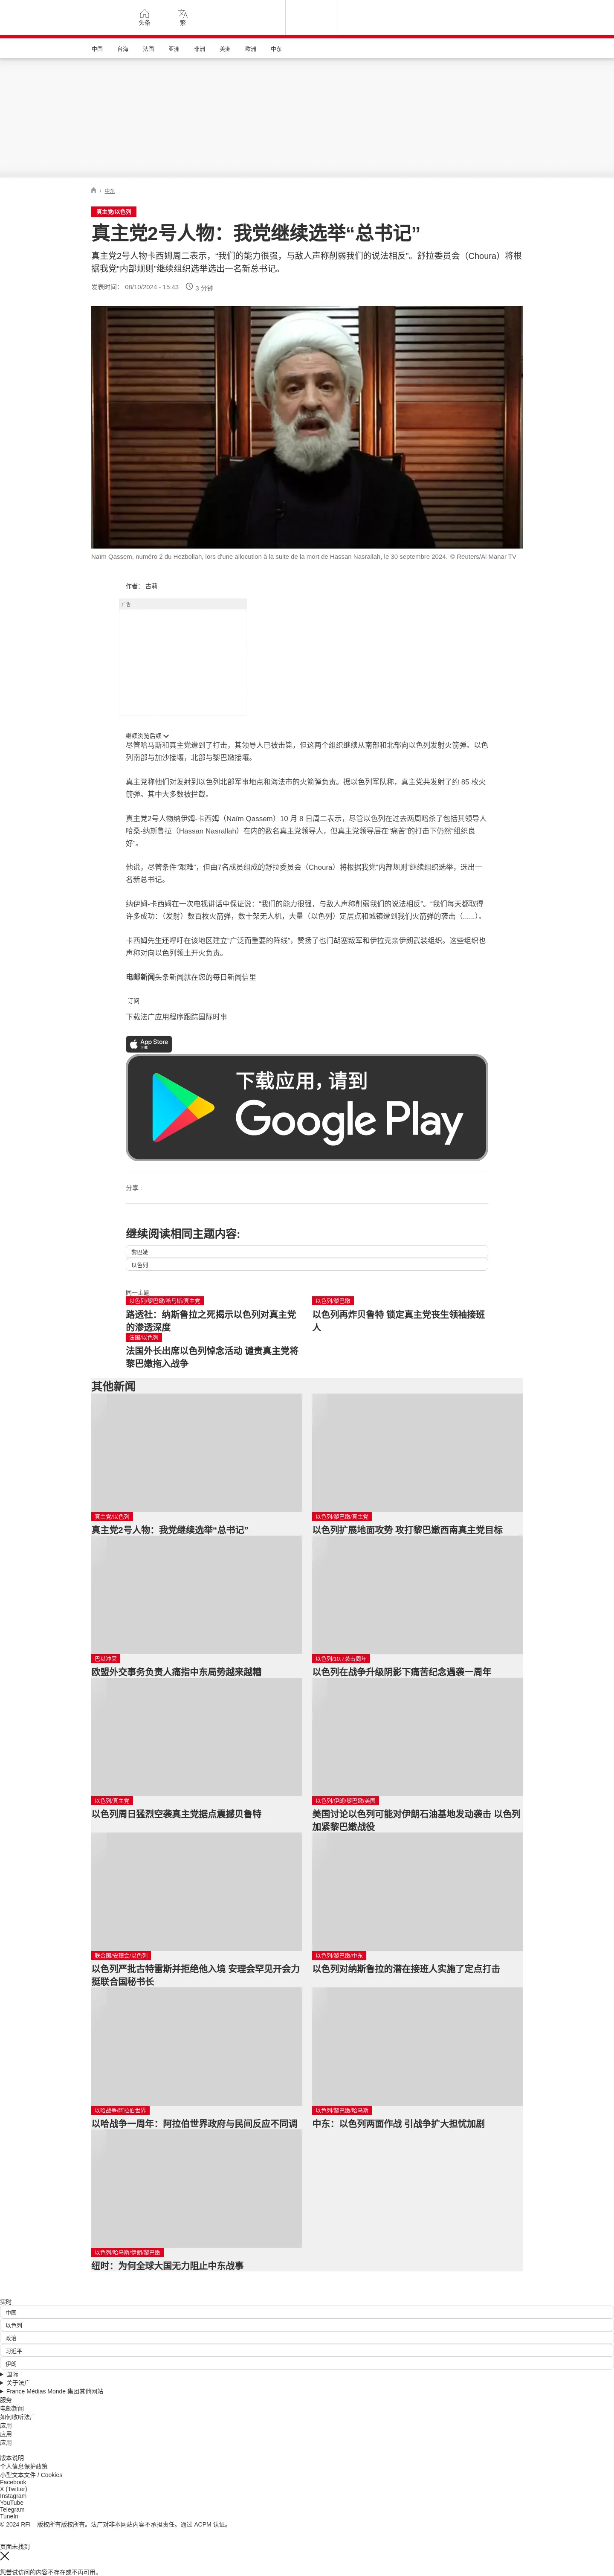 头条
繁
中国
台海
法国
亚洲
非洲
美洲
欧洲
中东
/ 中东
真主党/以色列
真主党2号人物：我党继续选举“总书记”
真主党2号人物卡西姆周二表示，“我们的能力很强，与敌人声称削弱我们的说法相反”。舒拉委员会（Choura）将根
据我党“内部规则”继续组织选举选出一名新总书记。
发表时间： 08/10/2024 - 15:43 3 分钟
Naïm Qassem, numéro 2 du Hezbollah, lors d'une allocution à la suite de la mort de Hassan Nasrallah, le 30 septembre 2024. © Reuters/Al Manar TV
作者： 古莉
广告
继续浏览后续
尽管哈马斯和真主党遭到了打击，其领导人已被击毙，但这两个组织继续从南部和北部向以色列发射火箭弹。以色
列南部与加沙接壤，北部与黎巴嫩接壤。
真主党称他们对发射到以色列北部军事地点和海法市的火箭弹负责。据以色列军队称，真主党共发射了约 85 枚火
箭弹。其中大多数被拦截。
真主党2号人物纳伊姆-卡西姆（Naïm Qassem）10 月 8 日周二表示，尽管以色列在过去两周暗杀了包括其领导人
哈桑-纳斯鲁拉（Hassan Nasrallah）在内的数名真主党领导人，但真主党领导层在“痛苦”的打击下仍然“组织良
好”。
他说，尽管条件“艰难”，但由7名成员组成的舒拉委员会（Choura）将根据我党“内部规则”继续组织选举，选出一
名新总书记。
纳伊姆-卡西姆在一次电视讲话中保证说：“我们的能力很强，与敌人声称削弱我们的说法相反”。“我们每天都取得
许多成功：（发射）数百枚火箭弹，数十架无人机，大量（以色列）定居点和城镇遭到我们火箭弹的袭击（......）。
卡西姆先生还呼吁在该地区建立“广泛而重要的阵线”，赞扬了也门胡塞叛军和伊拉克亲伊朗武装组织。这些组织也
声称对向以色列领土开火负责。
电邮新闻头条新闻就在您的每日新闻信里
订阅
下载法广应用程序跟踪国际时事
App Store
下载
下载应用，请到
Google Play
分享 :
继续阅读相同主题内容:
黎巴嫩
以色列
同一主题
以色列/黎巴嫩/哈马斯/真主党
路透社：纳斯鲁拉之死揭示以色列对真主党
的渗透深度
以色列/黎巴嫩
以色列再炸贝鲁特 锁定真主党丧生领袖接班
人
法国/以色列
法国外长出席以色列悼念活动 谴责真主党将
黎巴嫩拖入战争
其他新闻
真主党/以色列
真主党2号人物：我党继续选举“总书记”
以色列/黎巴嫩/真主党
以色列扩展地面攻势 攻打黎巴嫩西南真主党目标
巴以冲突
欧盟外交事务负责人痛指中东局势越来越糟
以色列/10.7袭击周年
以色列在战争升级阴影下痛苦纪念遇袭一周年
以色列/真主党
以色列周日猛烈空袭真主党据点震撼贝鲁特
以色列/伊朗/黎巴嫩/美国
美国讨论以色列可能对伊朗石油基地发动袭击 以色列
加紧黎巴嫩战役
联合国/安理会/以色列
以色列严批古特雷斯并拒绝他入境 安理会罕见开会力
挺联合国秘书长
以色列/黎巴嫩/中东
以色列对纳斯鲁拉的潜在接班人实施了定点打击
以哈战争/阿拉伯世界
以哈战争一周年：阿拉伯世界政府与民间反应不同调
以色列/黎巴嫩/哈马斯
中东：以色列两面作战 引战争扩大担忧加剧
以色列/哈马斯/伊朗/黎巴嫩
纽时：为何全球大国无力阻止中东战事
实时
中国
以色列
政治
习近平
伊朗
国际
关于法广
France Médias Monde 集团其他网站
服务
电邮新闻
如何收听法广
应用
应用
应用
版本说明
个人信息保护政策
小型文本文件 / Cookies
Facebook
X (Twitter)
Instagram
YouTube
Telegram
TuneIn
© 2024 RFI – 版权所有版权所有。法广对非本网站内容不承担责任。通过 ACPM 认证。
页面未找到
您尝试访问的内容不存在或不再可用。